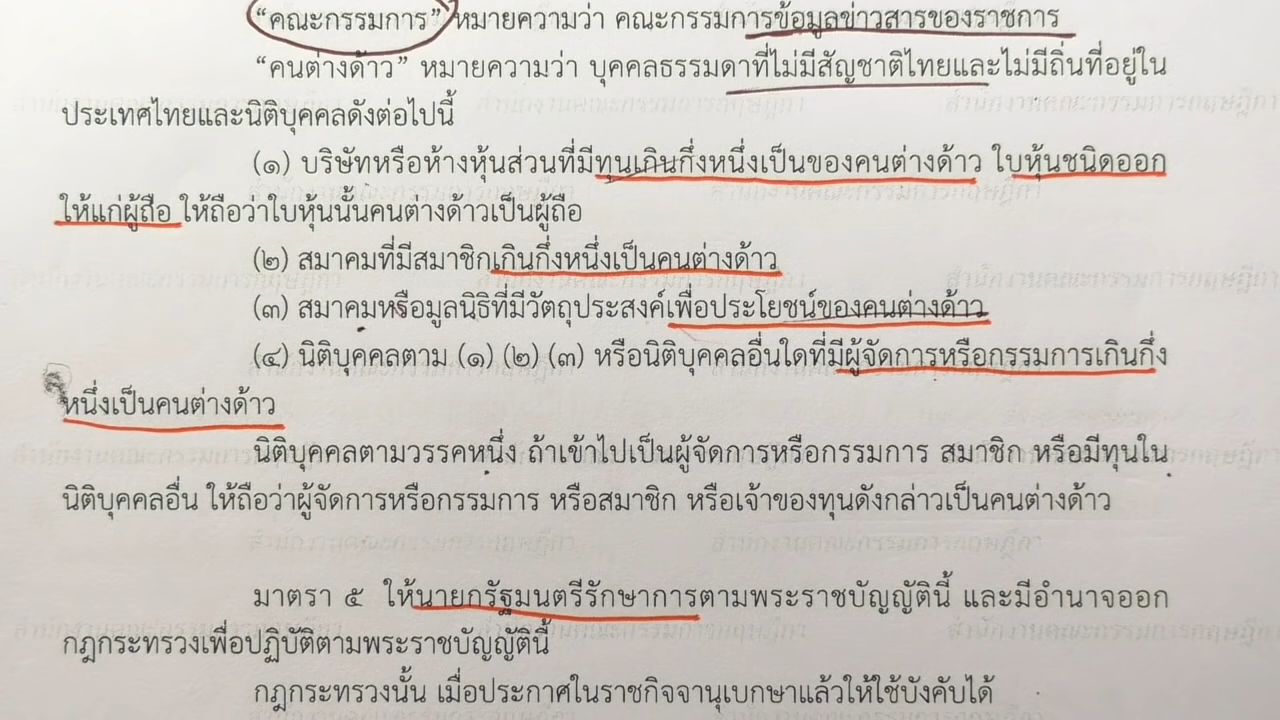 “คณะกรรมการ” หมายความว่า คณะกรรมการข้อมูลข่าวสารของราชการ
“คนต่างด้าว” หมายความว่า บุคคลธรรมดาที่ไม่มีสัญชาติไทยและไม่มีถิ่นที่อยู่ใน
ประเทศไทยและนิติบุคคลดังต่อไปนี้
(๑) บริษัทหรือห้างหุ้นส่วนที่มีทุนเกินกึ่งหนึ่งเป็นของคนต่างด้าว ใบหุ้นชนิดออก
ให้แก่ผู้ถือ ให้ถือว่าใบหุ้นนั้นคนต่างด้าวเป็นผู้ถือ
(๒) สมาคมที่มีสมาชิกเกินกึ่งหนึ่งเป็นคนต่างด้าว
(๓) สมาคมหรือมูลนิธิที่มีวัตถุประสงค์เพื่อประโยชน์ของคนต่างด้าว
(๔) นิติบุคคลตาม (๑) (๒) (๓) หรือนิติบุคคลอื่นใดที่มีผู้จัดการหรือกรรมการเกินกึ่ง
หนึ่งเป็นคนต่างด้าว
นิติบุคคลตามวรรคหนึ่ง ถ้าเข้าไปเป็นผู้จัดการหรือกรรมการ สมาชิก หรือมีทุนใน
นิติบุคคลอื่น ให้ถือว่าผู้จัดการหรือกรรมการ หรือสมาชิก หรือเจ้าของทุนดังกล่าวเป็นคนต่างด้าว
มาตรา ๕ ให้นายกรัฐมนตรีรักษาการตามพระราชบัญญัตินี้ และมีอำนาจออก
กฎกระทรวงเพื่อปฏิบัติตามพระราชบัญญัตินี้
กฎกระทรวงนั้น เมื่อประกาศในราชกิจจานุเบกษาแล้วให้ใช้บังคับได้